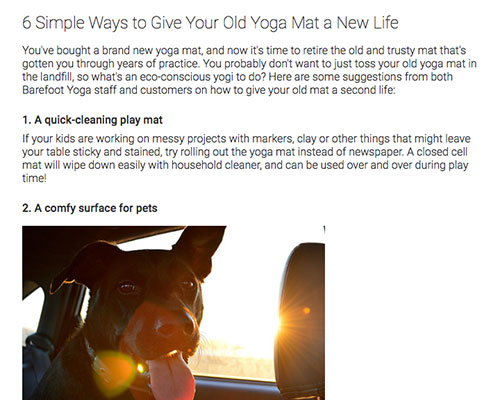 6 Simple Ways to Give Your Old Yoga Mat a New Life
You've bought a brand new yoga mat, and now it's time to retire the old and trusty mat that's
gotten you through years of practice. You probably don't want to just toss your old yoga mat in
the landfill, so what's an eco-conscious yogi to do? Here are some suggestions from both
Barefoot Yoga staff and customers on how to give your old mat a second life:
1. A quick-cleaning play mat
If your kids are working on messy projects with markers, clay or other things that might leave
your table sticky and stained, try rolling out the yoga mat instead of newspaper. A closed cell
mat will wipe down easily with household cleaner, and can be used over and over during play
time!
2. A comfy surface for pets